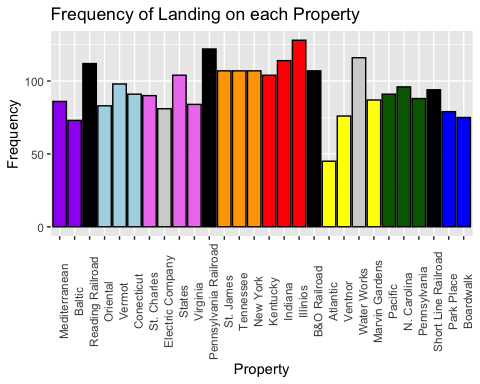 Frequency of Landing on each Property
Frequency
100
50
0
Mediterranean
Baltic
Reading Railroad
Oriental
Vermot
Conecticut
St. Charles
Electric Company
States
Virginia
Pennsylvania Railroad
St. James
Tennessee
New York
Kentucky
Indiana
Illinios
B&O Railroad
Atlantic
Ventnor
Water Works
Marvin Gardens
Pacific
N. Carolina
Pennsylvania
Short Line Railroad
Park Place
Boardwalk
Property